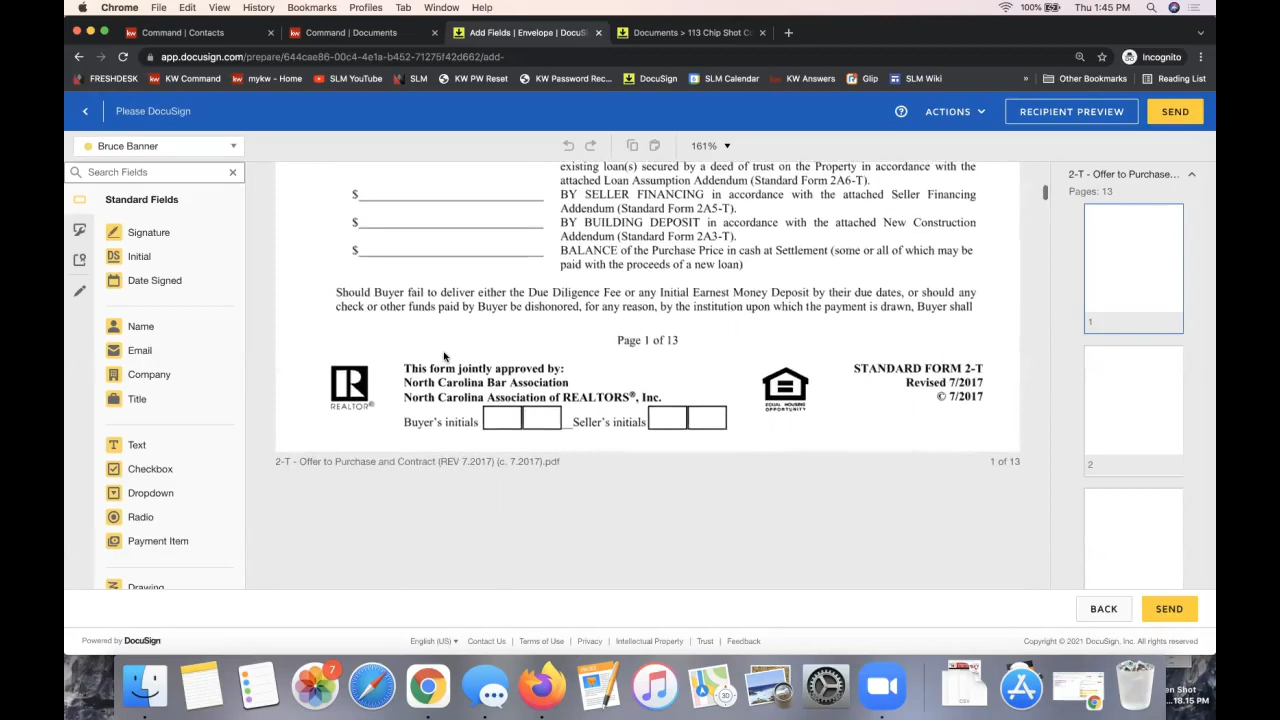 Chrome File Edit View History Bookmarks Profiles Tab Window Help 100% Thu 1:45 PM
Command | Contacts Command | Documents Add Fields | Envelope | DocuSi Documents > 113 Chip Shot Co
app.docusign.com/prepare/644cae86-00c4-4e1a-b452-71275f42d662/add- Incognito
FRESHDESK KW Command mykw - Home SLM YouTube SLM KW PW Reset KW Password Rec... DocuSign SLM Calendar KW Answers Glip SLM Wiki » Other Bookmarks Reading List
Please DocuSign ACTIONS RECIPIENT PREVIEW SEND
Bruce Banner 161%
Search Fields
Standard Fields
Signature
Initial
Date Signed
Name
Email
Company
Title
Text
Checkbox
Dropdown
Radio
Payment Item
Drawing
existing loan(s) secured by a deed of trust on the Property in accordance with the
attached Loan Assumption Addendum (Standard Form 2A6-T).
$ BY SELLER FINANCING in accordance with the attached Seller Financing
Addendum (Standard Form 2A5-T).
$ BY BUILDING DEPOSIT in accordance with the attached New Construction
Addendum (Standard Form 2A3-T).
$ BALANCE of the Purchase Price in cash at Settlement (some or all of which may be
paid with the proceeds of a new loan)
Should Buyer fail to deliver either the Due Diligence Fee or any Initial Earnest Money Deposit by their due dates, or should any
check or other funds paid by Buyer be dishonored, for any reason, by the institution upon which the payment is drawn, Buyer shall
Page 1 of 13
This form jointly approved by:
North Carolina Bar Association
North Carolina Association of REALTORS®, Inc.
Buyer's initials Seller's initials
REALTOR®
EQUAL HOUSING
OPPORTUNITY
STANDARD FORM 2-T
Revised 7/2017
© 7/2017
2-T - Offer to Purchase and Contract (REV 7.2017) (c. 7.2017).pdf 1 of 13
2-T - Offer to Purchase...
Pages: 13
1
2
BACK SEND
Powered by DocuSign English (US) Contact Us Terms of Use Privacy Intellectual Property Trust Feedback Copyright © 2021 DocuSign, Inc. All rights reserved
7
30
CSV
en Shot
...18.15 PM